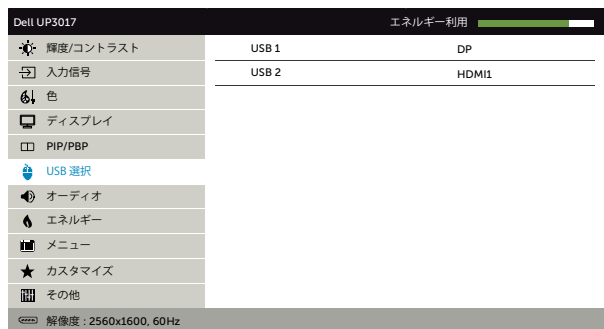 Dell UP3017 エネルギー利用
輝度/コントラスト USB 1 DP
入力信号 USB 2 HDMI1
色
ディスプレイ
PIP/PBP
USB 選択
オーディオ
エネルギー
メニュー
カスタマイズ
その他
解像度 : 2560x1600, 60Hz